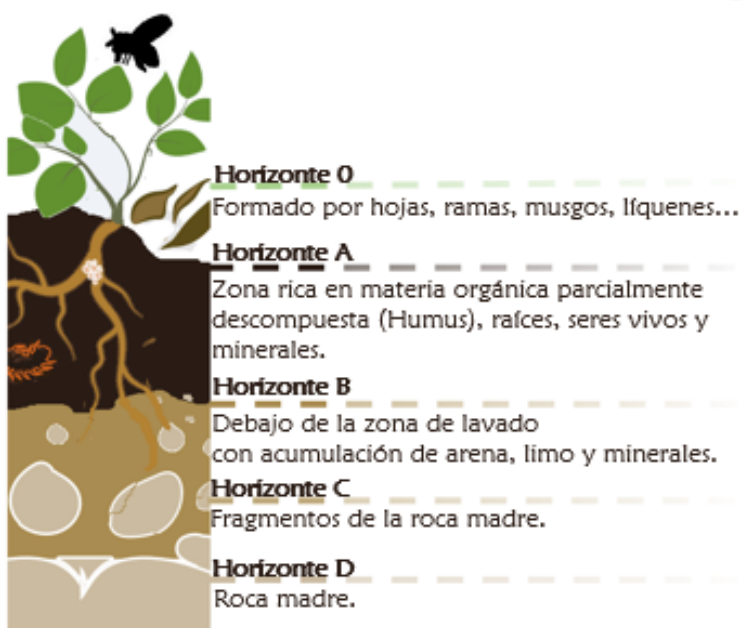 Horizonte 0
Formado por hojas, ramas, musgos, líquenes...
Horizonte A
Zona rica en materia orgánica parcialmente
descompuesta (Humus), raíces, seres vivos y
minerales.
Horizonte B
Debajo de la zona de lavado
con acumulación de arena, limo y minerales.
Horizonte C
Fragmentos de la roca madre.
Horizonte D
Roca madre.